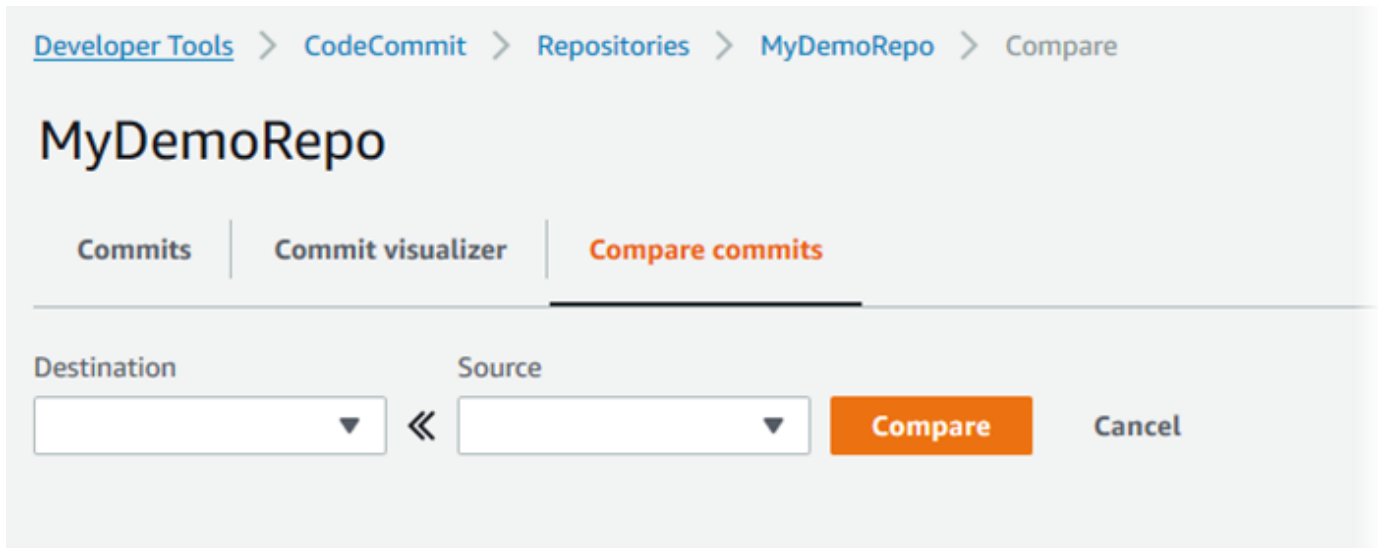 Developer Tools > CodeCommit > Repositories > MyDemoRepo > Compare
MyDemoRepo
Commits Commit visualizer Compare commits
Destination Source
« Compare Cancel